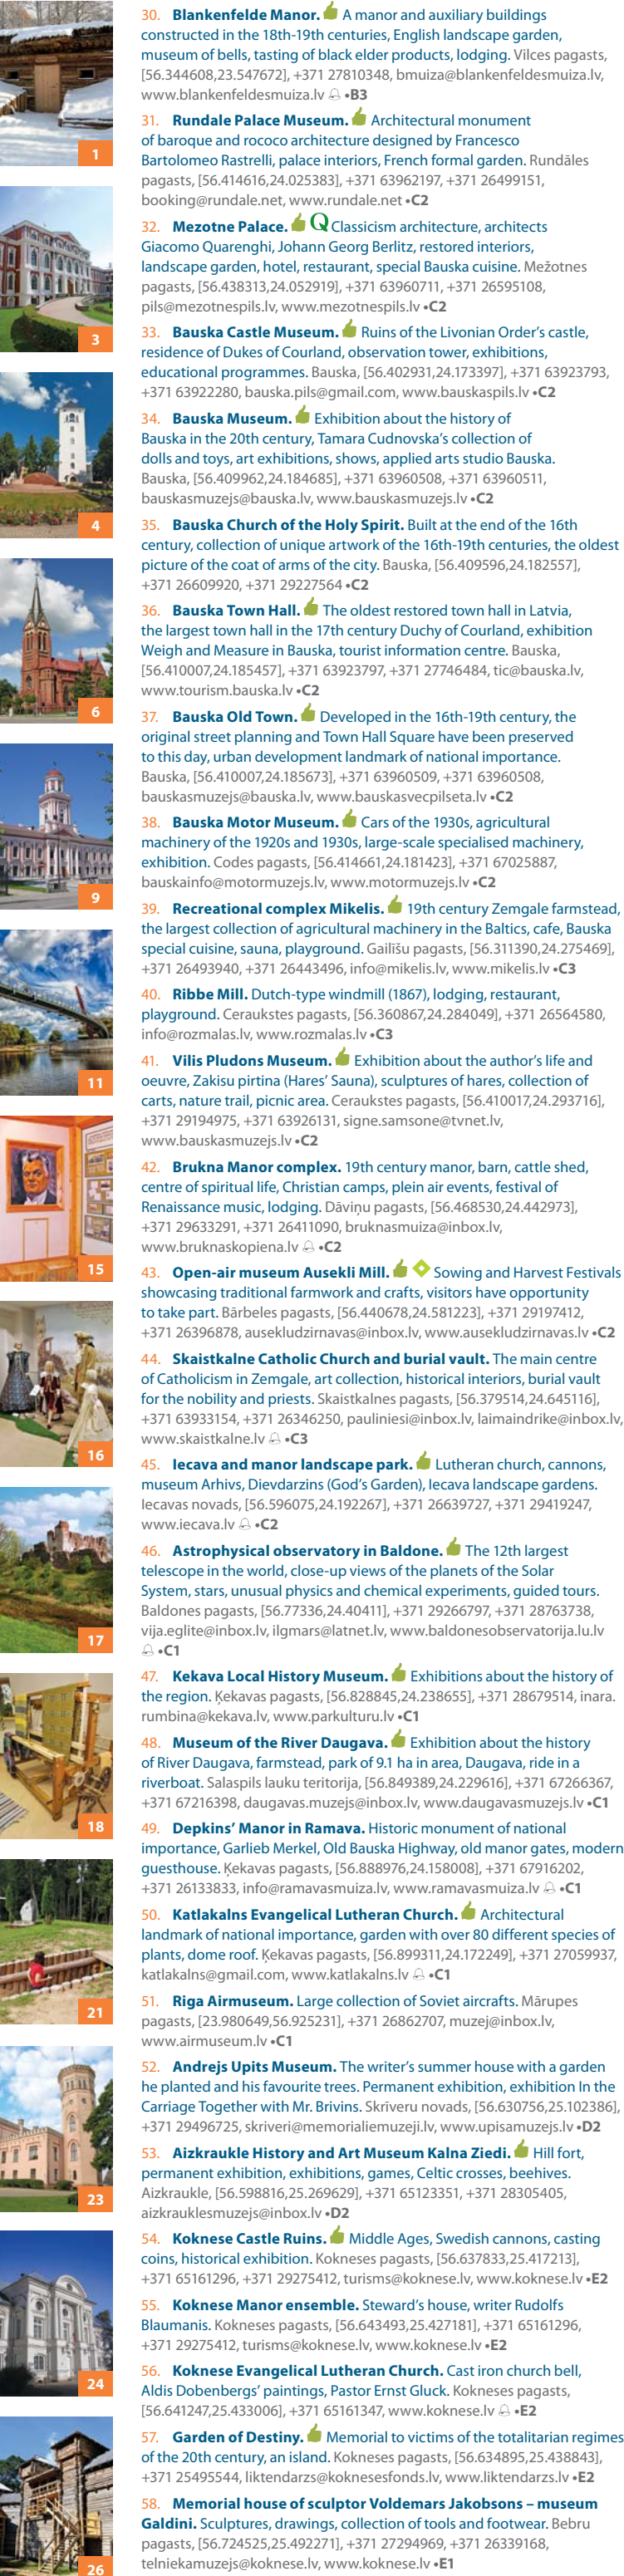 30. Blankenfelde Manor. A manor and auxiliary buildings
constructed in the 18th-19th centuries, English landscape garden,
museum of bells, tasting of black elder products, lodging. Vilces pagasts,
[56.344608,23.547672], +371 27810348, bmuiza@blankenfeldesmuiza.lv,
www.blankenfeldesmuiza.lv •B3
31. Rundale Palace Museum. Architectural monument
of baroque and rococo architecture designed by Francesco
Bartolomeo Rastrelli, palace interiors, French formal garden. Rundāles
pagasts, [56.414616,24.025383], +371 63962197, +371 26499151,
booking@rundale.net, www.rundale.net •C2
32. Mezotne Palace. Q Classicism architecture, architects
Giacomo Quarenghi, Johann Georg Berlitz, restored interiors,
landscape garden, hotel, restaurant, special Bauska cuisine. Mežotnes
pagasts, [56.438313,24.052919], +371 63960711, +371 26595108,
pils@mezotnespils.lv, www.mezotnespils.lv •C2
33. Bauska Castle Museum. Ruins of the Livonian Order's castle,
residence of Dukes of Courland, observation tower, exhibitions,
educational programmes. Bauska, [56.402931,24.173397], +371 63923793,
+371 63922280, bauska.pils@gmail.com, www.bauskaspils.lv •C2
34. Bauska Museum. Exhibition about the history of
Bauska in the 20th century, Tamara Cudnovska's collection of
dolls and toys, art exhibitions, shows, applied arts studio Bauska.
Bauska, [56.409962,24.184685], +371 63960508, +371 63960511,
bauskasmuzejs@bauska.lv, www.bauskasmuzejs.lv •C2
35. Bauska Church of the Holy Spirit. Built at the end of the 16th
century, collection of unique artwork of the 16th-19th centuries, the oldest
picture of the coat of arms of the city. Bauska, [56.409596,24.182557],
+371 26609920, +371 29227564 •C2
36. Bauska Town Hall. The oldest restored town hall in Latvia,
the largest town hall in the 17th century Duchy of Courland, exhibition
Weigh and Measure in Bauska, tourist information centre. Bauska,
[56.410007,24.185457], +371 63923797, +371 27746484, tic@bauska.lv,
www.tourism.bauska.lv •C2
37. Bauska Old Town. Developed in the 16th-19th century, the
original street planning and Town Hall Square have been preserved
to this day, urban development landmark of national importance.
Bauska, [56.410007,24.185673], +371 63960509, +371 63960508,
bauskasmuzejs@bauska.lv, www.bauskasvecpilseta.lv •C2
38. Bauska Motor Museum. Cars of the 1930s, agricultural
machinery of the 1920s and 1930s, large-scale specialised machinery,
exhibition. Codes pagasts, [56.414661,24.181423], +371 67025887,
bauskainfo@motormuzejs.lv, www.motormuzejs.lv •C2
39. Recreational complex Mikelis. 19th century Zemgale farmstead,
the largest collection of agricultural machinery in the Baltics, cafe, Bauska
special cuisine, sauna, playground. Gailīšu pagasts, [56.311390,24.275469],
+371 26493940, +371 26443496, info@mikelis.lv, www.mikelis.lv •C3
40. Ribbe Mill. Dutch-type windmill (1867), lodging, restaurant,
playground. Ceraukstes pagasts, [56.360867,24.284049], +371 26564580,
info@rozmalas.lv, www.rozmalas.lv •C3
41. Vilis Pludons Museum. Exhibition about the author's life and
oeuvre, Zakisu pirtina (Hares' Sauna), sculptures of hares, collection of
carts, nature trail, picnic area. Ceraukstes pagasts, [56.410017,24.293716],
+371 29194975, +371 63926131, signe.samsone@tvnet.lv,
www.bauskasmuzejs.lv •C2
42. Brukna Manor complex. 19th century manor, barn, cattle shed,
centre of spiritual life, Christian camps, plein air events, festival of
Renaissance music, lodging. Dāviņu pagasts, [56.468530,24.442973],
+371 29633291, +371 26411090, bruknasmuiza@inbox.lv,
www.bruknaskopiena.lv •C2
43. Open-air museum Ausekli Mill. Sowing and Harvest Festivals
showcasing traditional farmwork and crafts, visitors have opportunity
to take part. Bārbeles pagasts, [56.440678,24.581223], +371 29197412,
+371 26396878, ausekludzirnavas@inbox.lv, www.ausekludzirnavas.lv •C2
44. Skaistkalne Catholic Church and burial vault. The main centre
of Catholicism in Zemgale, art collection, historical interiors, burial vault
for the nobility and priests. Skaistkalnes pagasts, [56.379514,24.645116],
+371 63933154, +371 26346250, pauliniesi@inbox.lv, laimaindrike@inbox.lv,
www.skaistkalne.lv •C3
45. Iecava and manor landscape park. Lutheran church, cannons,
museum Arhivs, Dievdarzins (God's Garden), Iecava landscape gardens.
Iecavas novads, [56.596075,24.192267], +371 26639727, +371 29419247,
www.iecava.lv •C2
46. Astrophysical observatory in Baldone. The 12th largest
telescope in the world, close-up views of the planets of the Solar
System, stars, unusual physics and chemical experiments, guided tours.
Baldones pagasts, [56.77336,24.40411], +371 29266797, +371 28763738,
vija.eglite@inbox.lv, ilgmars@latnet.lv, www.baldonesobservatorija.lu.lv
•C1
47. Kekava Local History Museum. Exhibitions about the history of
the region. Ķekavas pagasts, [56.828845,24.238655], +371 28679514, inara.
rumbina@kekava.lv, www.parkulturu.lv •C1
48. Museum of the River Daugava. Exhibition about the history
of River Daugava, farmstead, park of 9.1 ha in area, Daugava, ride in a
riverboat. Salaspils lauku teritorija, [56.849389,24.229616], +371 67266367,
+371 67216398, daugavas.muzejs@inbox.lv, www.daugavasmuzejs.lv •C1
49. Depkins' Manor in Ramava. Historic monument of national
importance, Garlieb Merkel, Old Bauska Highway, old manor gates, modern
guesthouse. Ķekavas pagasts, [56.888976,24.158008], +371 67916202,
+371 26133833, info@ramavasmuiza.lv, www.ramavasmuiza.lv •C1
50. Katlakalns Evangelical Lutheran Church. Architectural
landmark of national importance, garden with over 80 different species of
plants, dome roof. Ķekavas pagasts, [56.899311,24.172249], +371 27059937,
katlakalns@gmail.com, www.katlakalns.lv •C1
51. Riga Airmuseum. Large collection of Soviet aircrafts. Mārupes
pagasts, [23.980649,56.925231], +371 26862707, muzej@inbox.lv,
www.airmuseum.lv •C1
52. Andrejs Upits Museum. The writer's summer house with a garden
he planted and his favourite trees. Permanent exhibition, exhibition In the
Carriage Together with Mr. Brivins. Skrīveru novads, [56.630756,25.102386],
+371 29496725, skriveri@memorialiemuzeji.lv, www.upisamuzejs.lv •D2
53. Aizkraukle History and Art Museum Kalna Ziedi. Hill fort,
permanent exhibition, exhibitions, games, Celtic crosses, beehives.
Aizkraukle, [56.598816,25.269629], +371 65123351, +371 28305405,
aizkrauklesmuzejs@inbox.lv •D2
54. Koknese Castle Ruins. Middle Ages, Swedish cannons, casting
coins, historical exhibition. Kokneses pagasts, [56.637833,25.417213],
+371 65161296, +371 29275412, turisms@koknese.lv, www.koknese.lv •E2
55. Koknese Manor ensemble. Steward's house, writer Rudolfs
Blaumanis. Kokneses pagasts, [56.643493,25.427181], +371 65161296,
+371 29275412, turisms@koknese.lv, www.koknese.lv •E2
56. Koknese Evangelical Lutheran Church. Cast iron church bell,
Aldis Dobenbergs' paintings, Pastor Ernst Gluck. Kokneses pagasts,
[56.641247,25.433006], +371 65161347, www.koknese.lv •E2
57. Garden of Destiny. Memorial to victims of the totalitarian regimes
of the 20th century, an island. Kokneses pagasts, [56.634895,25.438843],
+371 25495544, liktendarzs@koknesesfonds.lv, www.liktendarzs.lv •E2
58. Memorial house of sculptor Voldemars Jakobsons – museum
Galdini. Sculptures, drawings, collection of tools and footwear. Bebru
pagasts, [56.724525,25.492271], +371 27294969, +371 26339168,
telniekamuzejs@koknese.lv, www.koknese.lv •E1
1
3
4
6
9
11
15
16
17
18
21
23
24
26